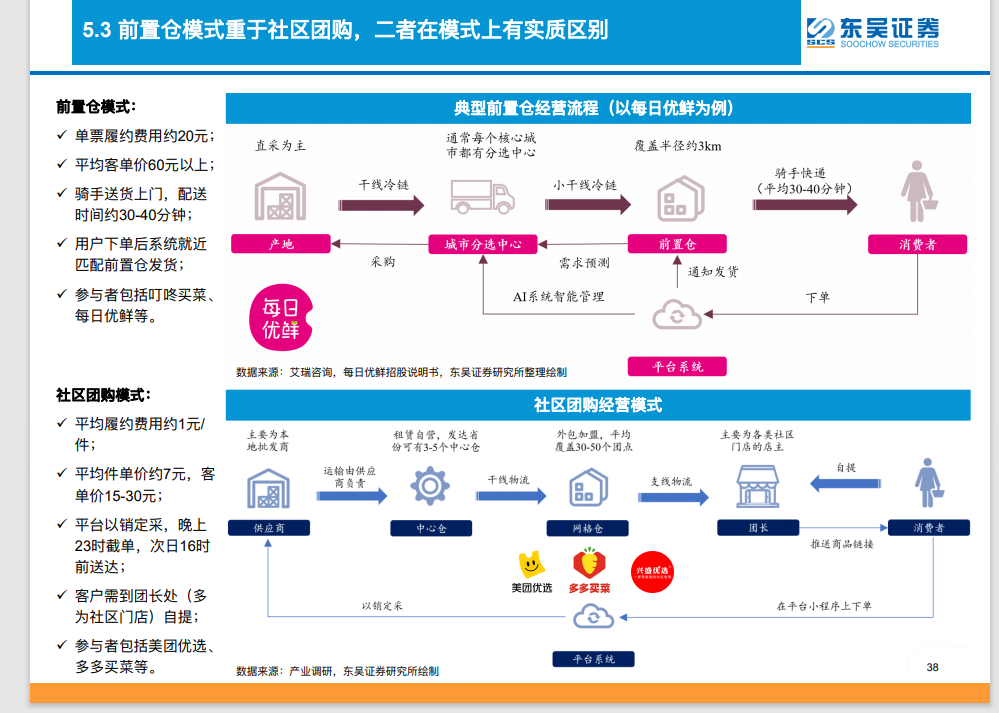 5.3 前置仓模式重于社区团购，二者在模式上有实质区别
SCS
东吴证券
SOOCHOW SECURITIES
前置仓模式：
✓ 单票履约费用约20元；
✓ 平均客单价60元以上；
✓ 骑手送货上门，配送
时间约30-40分钟；
✓ 用户下单后系统就近
匹配前置仓发货；
✓ 参与者包括叮咚买菜、
每日优鲜等。
典型前置仓经营流程（以每日优鲜为例）
直采为主
通常每个核心城
市都有分选中心
覆盖半径约3km
骑手快递
（平均30-40分钟）
干线冷链
小干线冷链
产地
城市分选中心
前置仓
消费者
采购
需求预测
通知发货
AI系统智能管理
下单
每日
优鲜
平台系统
数据来源：艾瑞咨询，每日优鲜招股说明书，东吴证券研究所整理绘制
社区团购模式：
✓ 平均履约费用约1元/
件；
✓ 平均件单价约7元，客
单价15-30元；
✓ 平台以销定采，晚上
23时截单，次日16时
前送达；
✓ 客户需到团长处（多
为社区门店）自提；
✓ 参与者包括美团优选、
多多买菜等。
社区团购经营模式
主要为本
地批发商
租赁自营，发达省
份可有3-5个中心仓
外包加盟，平均
覆盖30-50个团点
主要为各类社区
门店的店主
运输由供应
商负责
干线物流
支线物流
自提
供应商
中心仓
网格仓
团长
消费者
推送商品链接
美团优选
多多买菜
兴盛优选
以销定采
在平台小程序上下单
平台系统
数据来源：产业调研，东吴证券研究所绘制
38